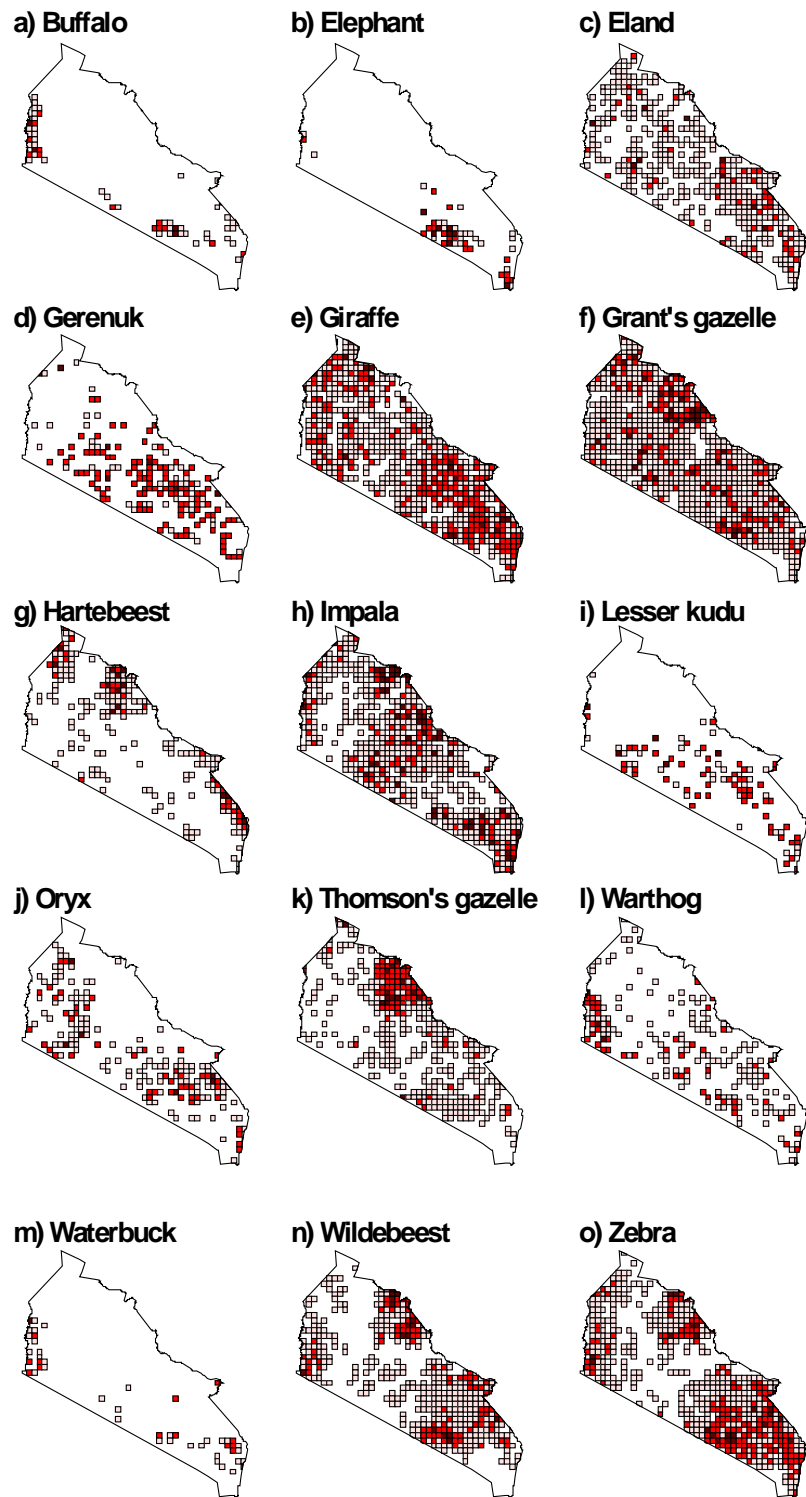 a) Buffalo
b) Elephant
c) Eland
d) Gerenuk
e) Giraffe
f) Grant's gazelle
g) Hartebeest
h) Impala
i) Lesser kudu
j) Oryx
k) Thomson's gazelle
l) Warthog
m) Waterbuck
n) Wildebeest
o) Zebra